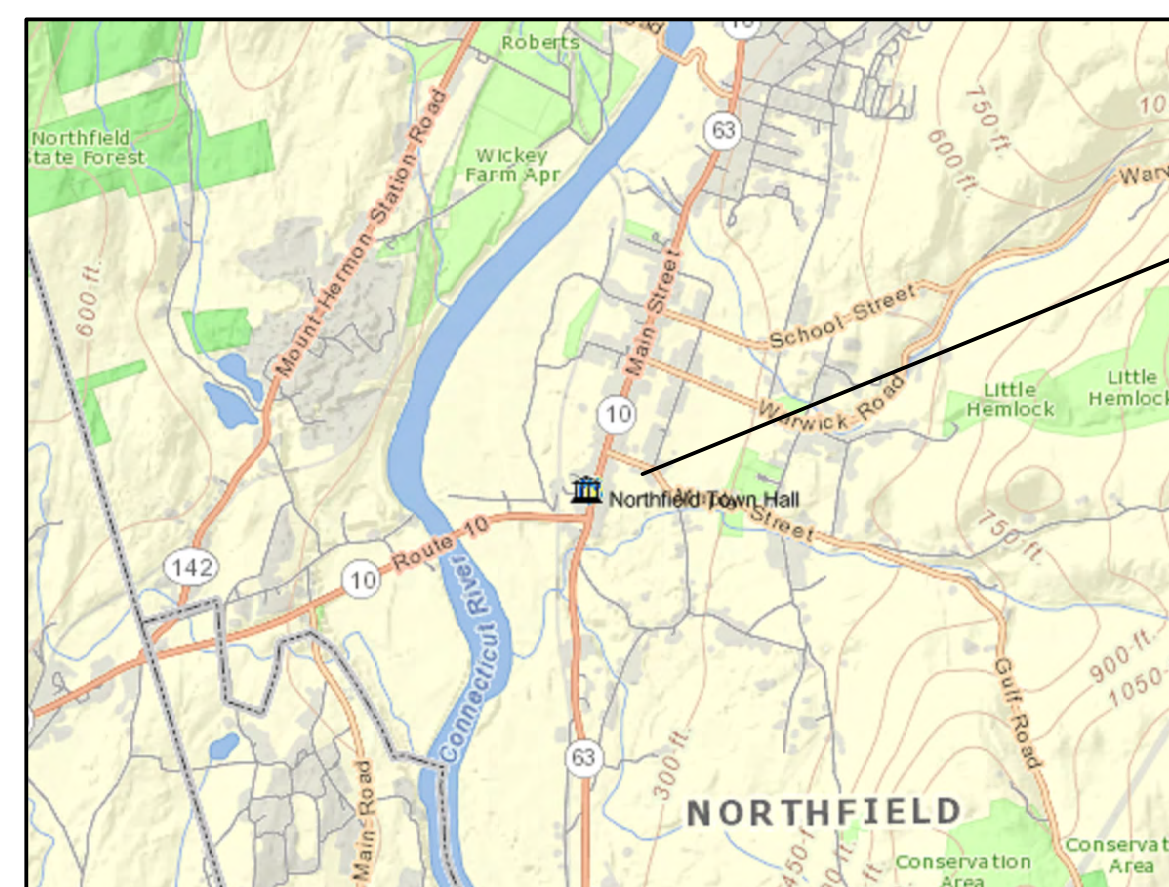 Roberts
63
Northfield
State Forest
Wickey
Farm Apr
Mount-Hermon-Station-Road
750 ft.
600 ft.
600 ft.
Main-Street
School-Street
Warwick-Road
Little
Hemlock
Little
Hemlock
10
Northfield Town Hall
Street
750 ft.
142
10
Route-10
Connecticut River
Gulf-Road
900-ft.
1050-
63
300 ft.
Main-Road
NORTHFIELD
Conservation
Area
Conservat
Area